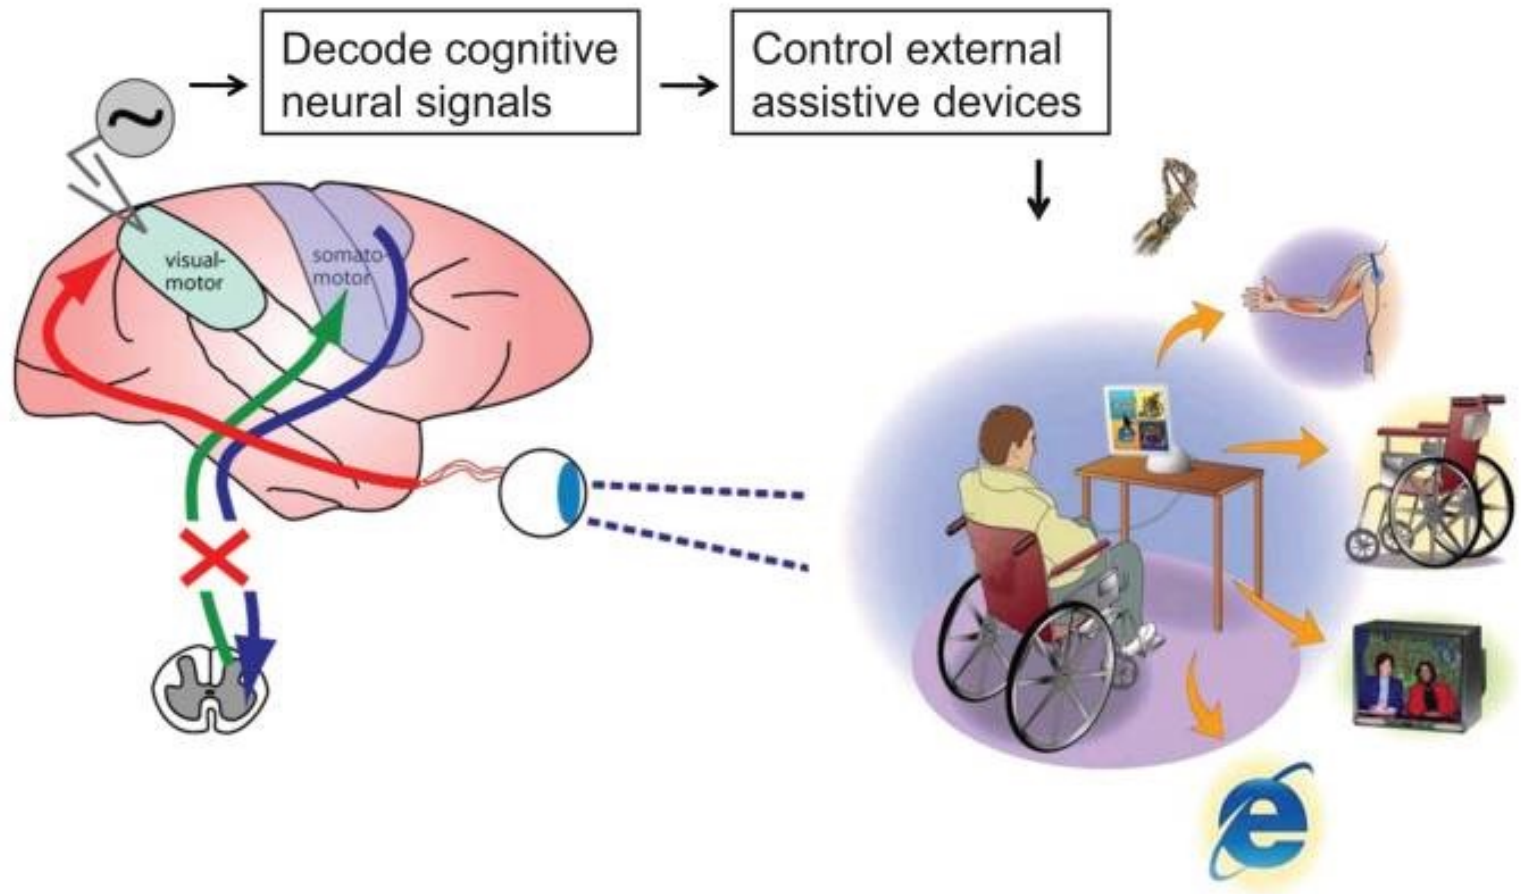 Decode cognitive
neural signals
Control external
assistive devices
visual-
motor
somato-
motor